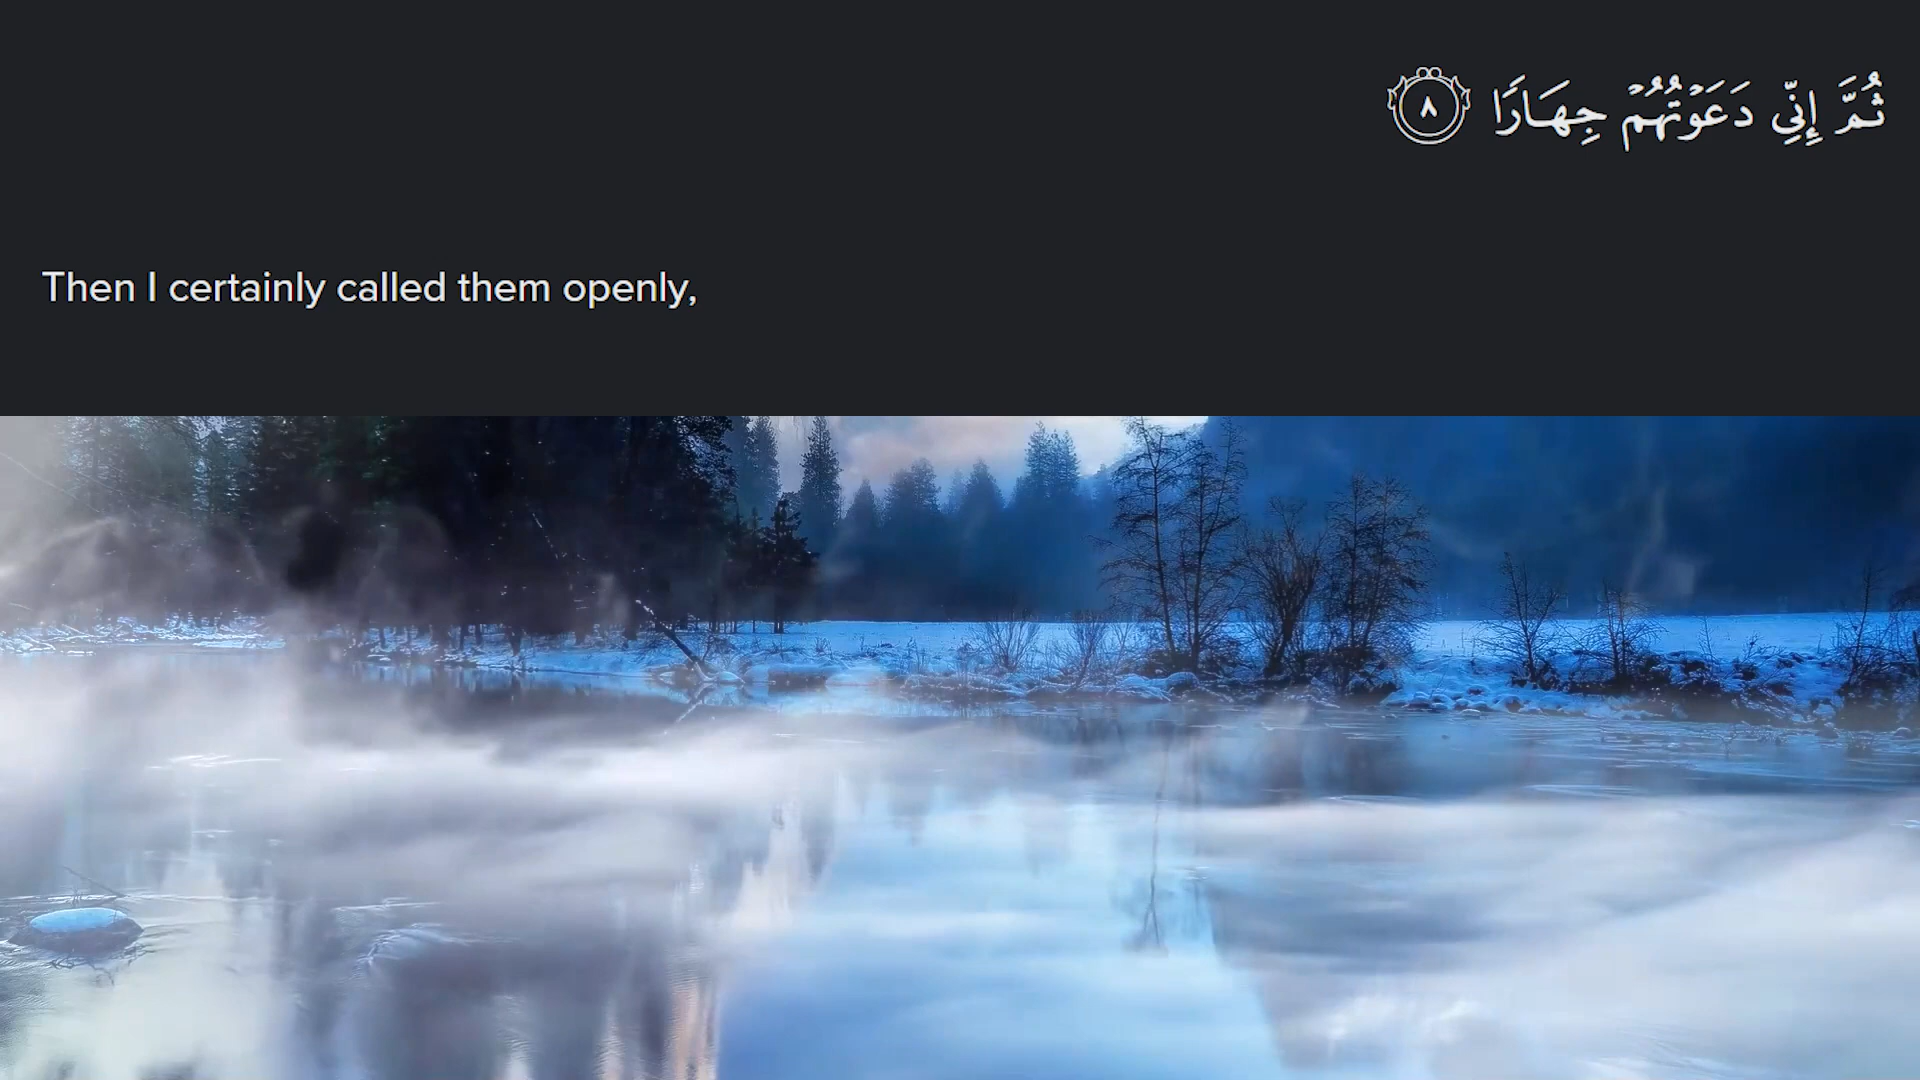 ثُمَّ إِنِّي دَعَوْتُهُمْ جِهَارًا ٨
Then I certainly called them openly,